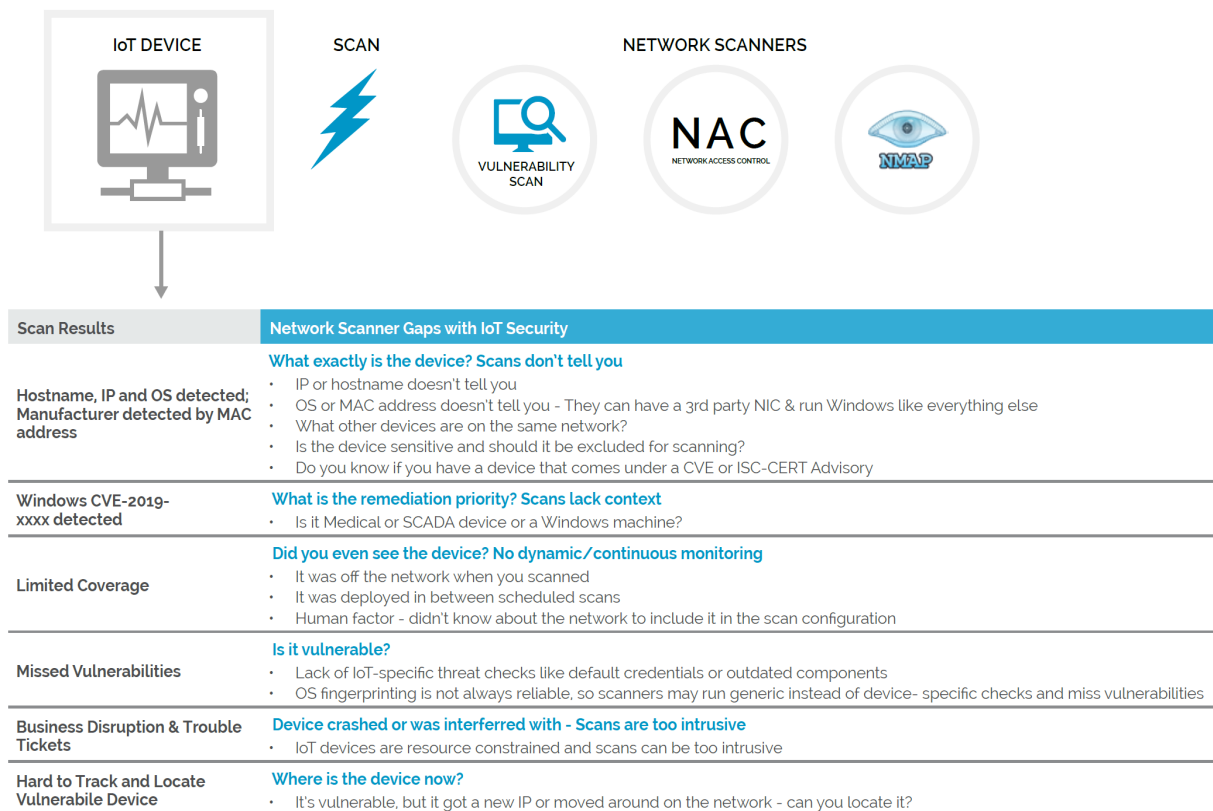 IoT DEVICE
SCAN
NETWORK SCANNERS
VULNERABILITY
SCAN
NAC
NETWORK ACCESS CONTROL
NMAP
Scan Results
Network Scanner Gaps with IoT Security
Hostname, IP and OS detected;
Manufacturer detected by MAC
address
What exactly is the device? Scans don't tell you
• IP or hostname doesn't tell you
• OS or MAC address doesn't tell you - They can have a 3rd party NIC & run Windows like everything else
• What other devices are on the same network?
• Is the device sensitive and should it be excluded for scanning?
• Do you know if you have a device that comes under a CVE or ISC-CERT Advisory
Windows CVE-2019-
xxxx detected
What is the remediation priority? Scans lack context
• Is it Medical or SCADA device or a Windows machine?
Limited Coverage
Did you even see the device? No dynamic/continuous monitoring
• It was off the network when you scanned
• It was deployed in between scheduled scans
• Human factor - didn't know about the network to include it in the scan configuration
Missed Vulnerabilities
Is it vulnerable?
• Lack of IoT-specific threat checks like default credentials or outdated components
• OS fingerprinting is not always reliable, so scanners may run generic instead of device- specific checks and miss vulnerabilities
Business Disruption & Trouble
Tickets
Device crashed or was interferred with - Scans are too intrusive
• IoT devices are resource constrained and scans can be too intrusive
Hard to Track and Locate
Vulnerabile Device
Where is the device now?
• It's vulnerable, but it got a new IP or moved around on the network - can you locate it?